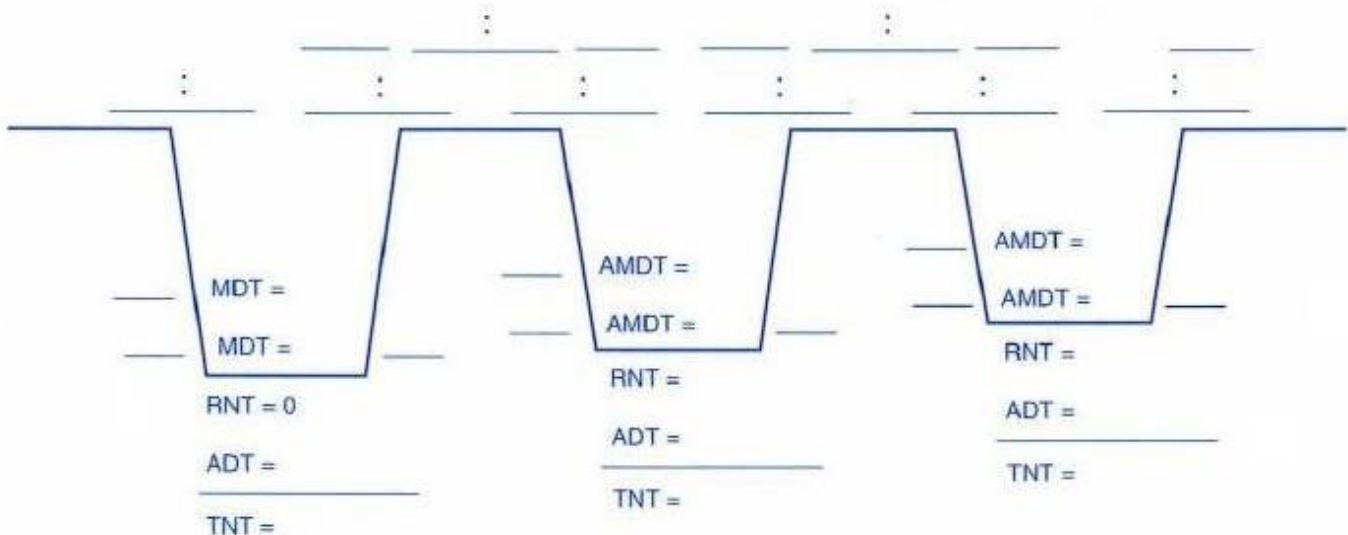 :
:
:
:
:
:
:
:
MDT =
MDT =
RNT = 0
ADT =
TNT =
AMDT =
AMDT =
RNT =
ADT =
TNT =
AMDT =
AMDT =
RNT =
ADT =
TNT =